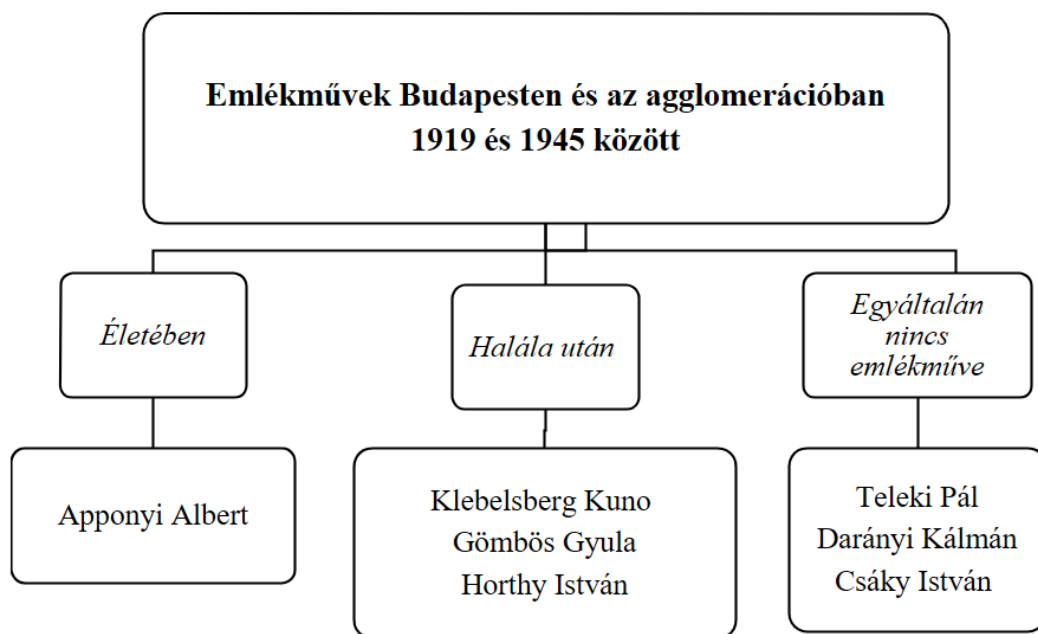 Emlékművek Budapesten és az agglomerációban
1919 és 1945 között
Életében
Halála után
Egyáltalán
nincs
emlékműve
Apponyi Albert
Klebelsberg Kuno
Gömbös Gyula
Horthy István
Teleki Pál
Darányi Kálmán
Csáky István